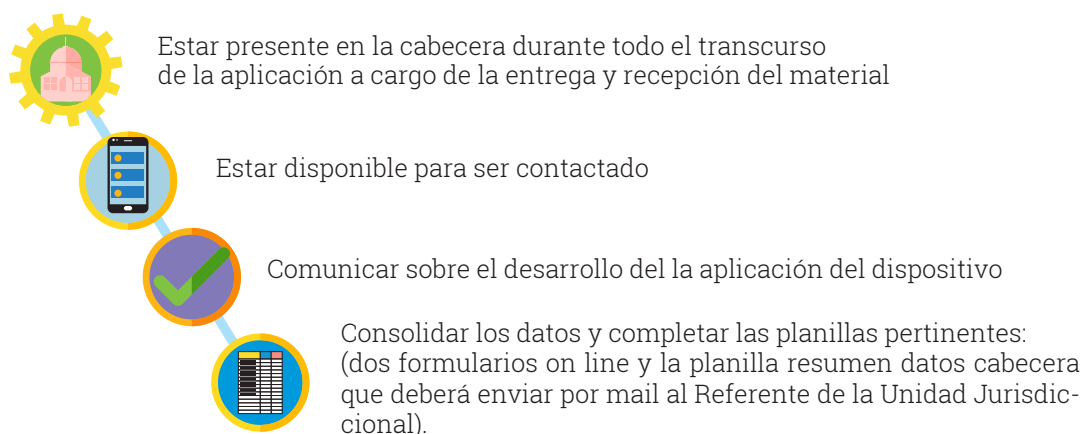 Estar presente en la cabecera durante todo el transcurso
de la aplicación a cargo de la entrega y recepción del material
Estar disponible para ser contactado
Comunicar sobre el desarrollo del la aplicación del dispositivo
Consolidar los datos y completar las planillas pertinentes:
(dos formularios on line y la planilla resumen datos cabecera
que deberá enviar por mail al Referente de la Unidad Jurisdic-
cional).